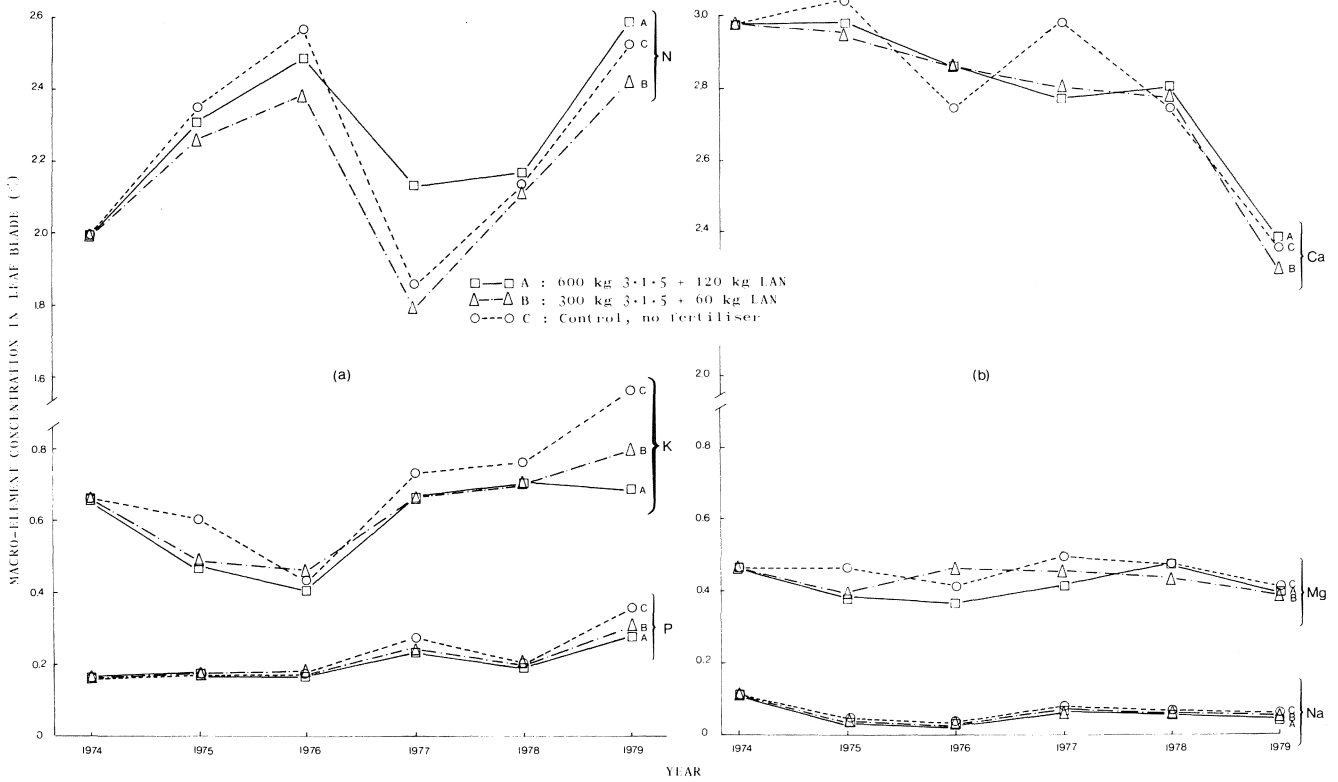 MACRO-ELEMENT CONCENTRATION IN LEAF BLADE (%)
2.6
2.4
2.2
2.0
1.8
1.6
0.8
0.6
0.4
0.2
0
A
C
B
N
(a)
C
B
A
K
C
B
A
P
1974
1975
1976
1977
1978
1979
A : 600 kg 3·1·5 + 120 kg LAN
B : 300 kg 3·1·5 + 60 kg LAN
C : Control, no fertiliser
3.0
2.8
2.6
2.4
2.0
0.8
0.6
0.4
0.2
0
A
C
B
Ca
(b)
C
A
B
Mg
C
B
A
Na
1974
1975
1976
1977
1978
1979
YEAR